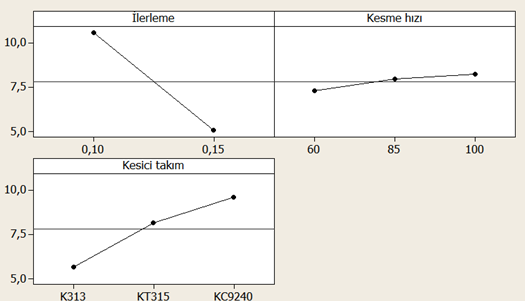 İlerleme
Kesme hızı
10,0
7,5
5,0
0,10 0,15
60 85 100
Kesici takım
10,0
7,5
5,0
K313 KT315 KC9240